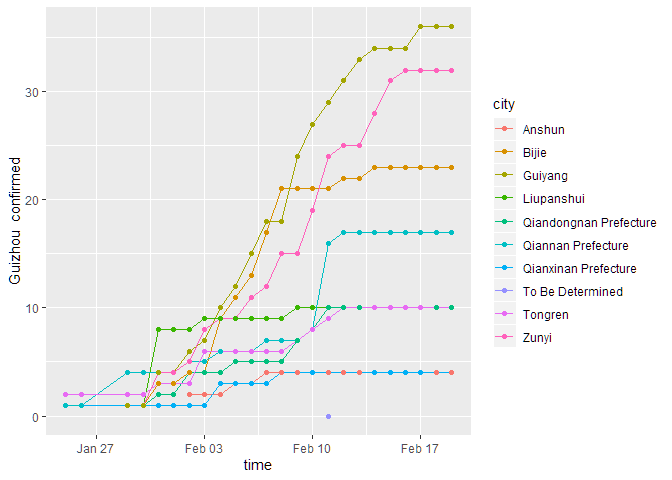 Guizhou confirmed
30
20
10
0
Jan 27
Feb 03
Feb 10
Feb 17
time
city
Anshun
Bijie
Guiyang
Liupanshui
Qiandongnan Prefecture
Qiannan Prefecture
Qianxinan Prefecture
To Be Determined
Tongren
Zunyi